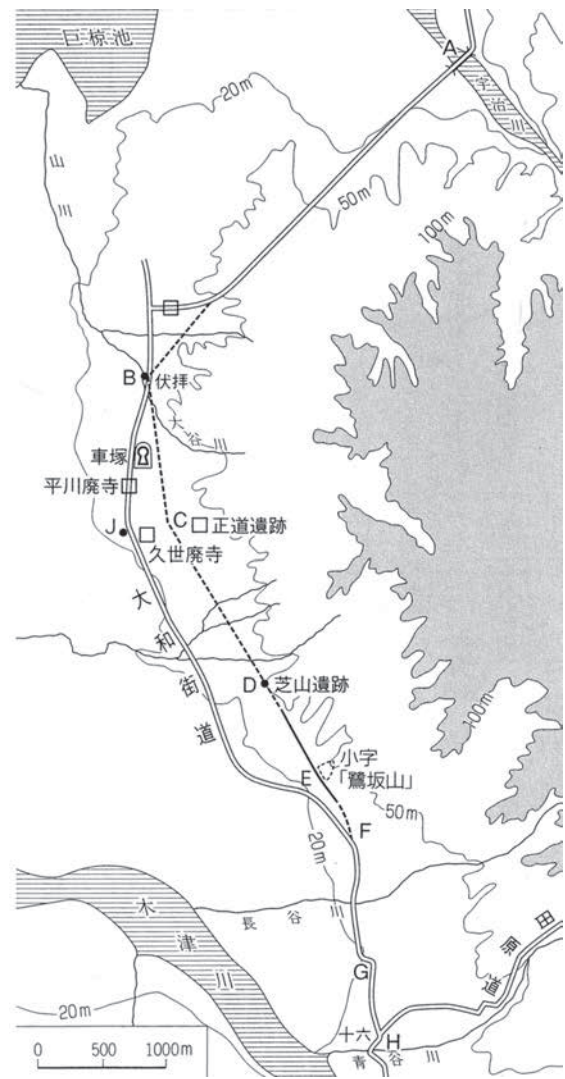 巨椋池
A
宇治川
20m
山川
50m
100m
B
伏拝
大谷川
車塚
平川廃寺
C
正道遺跡
J
久世廃寺
大和街道
D
芝山遺跡
100m
小字
「鷺坂山」
E
50m
F
20m
木津川
長谷川
田原道
G
20m
十六
H
青谷川
0 500 1000m